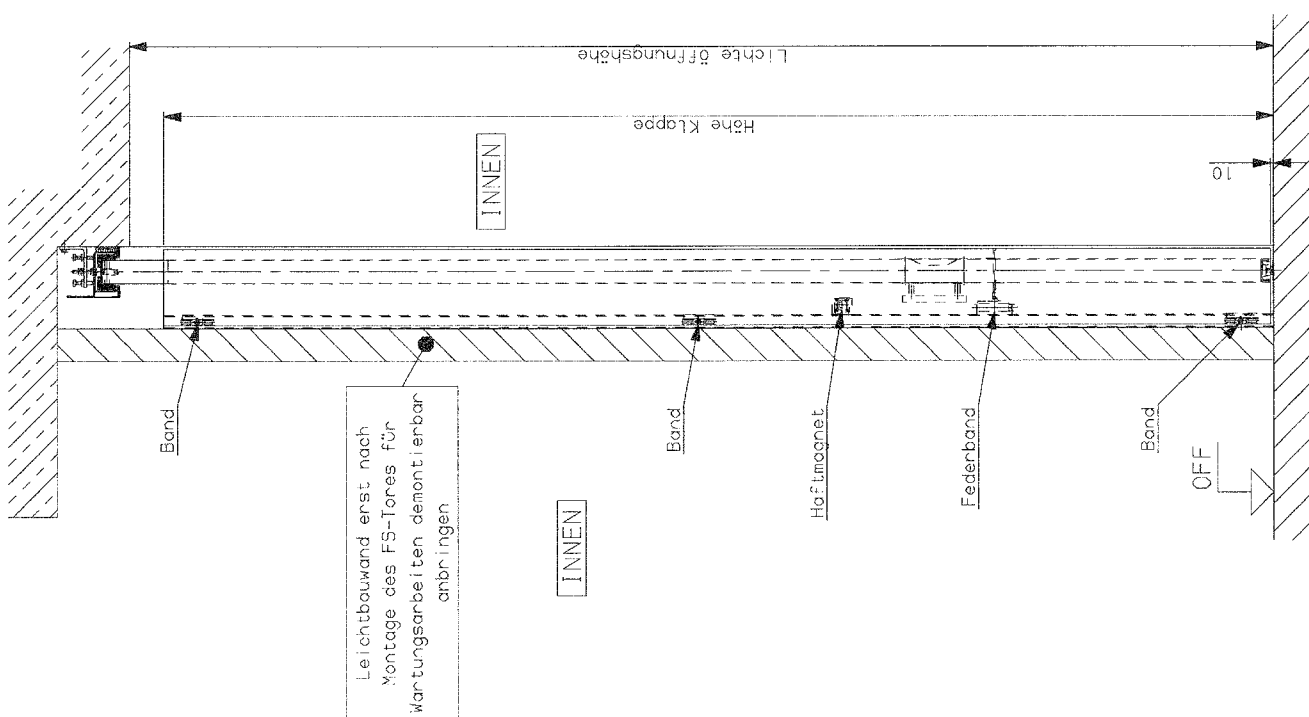 Lichte Öffnungshöhe
Höhe Klappe
10
INNEN
Band
Leichtbauwand erst nach
Montage des FS-Tores für
Wartungsarbeiten demontierbar
anbringen
Band
Haftmagnet
Federband
Band
OFF
INNEN